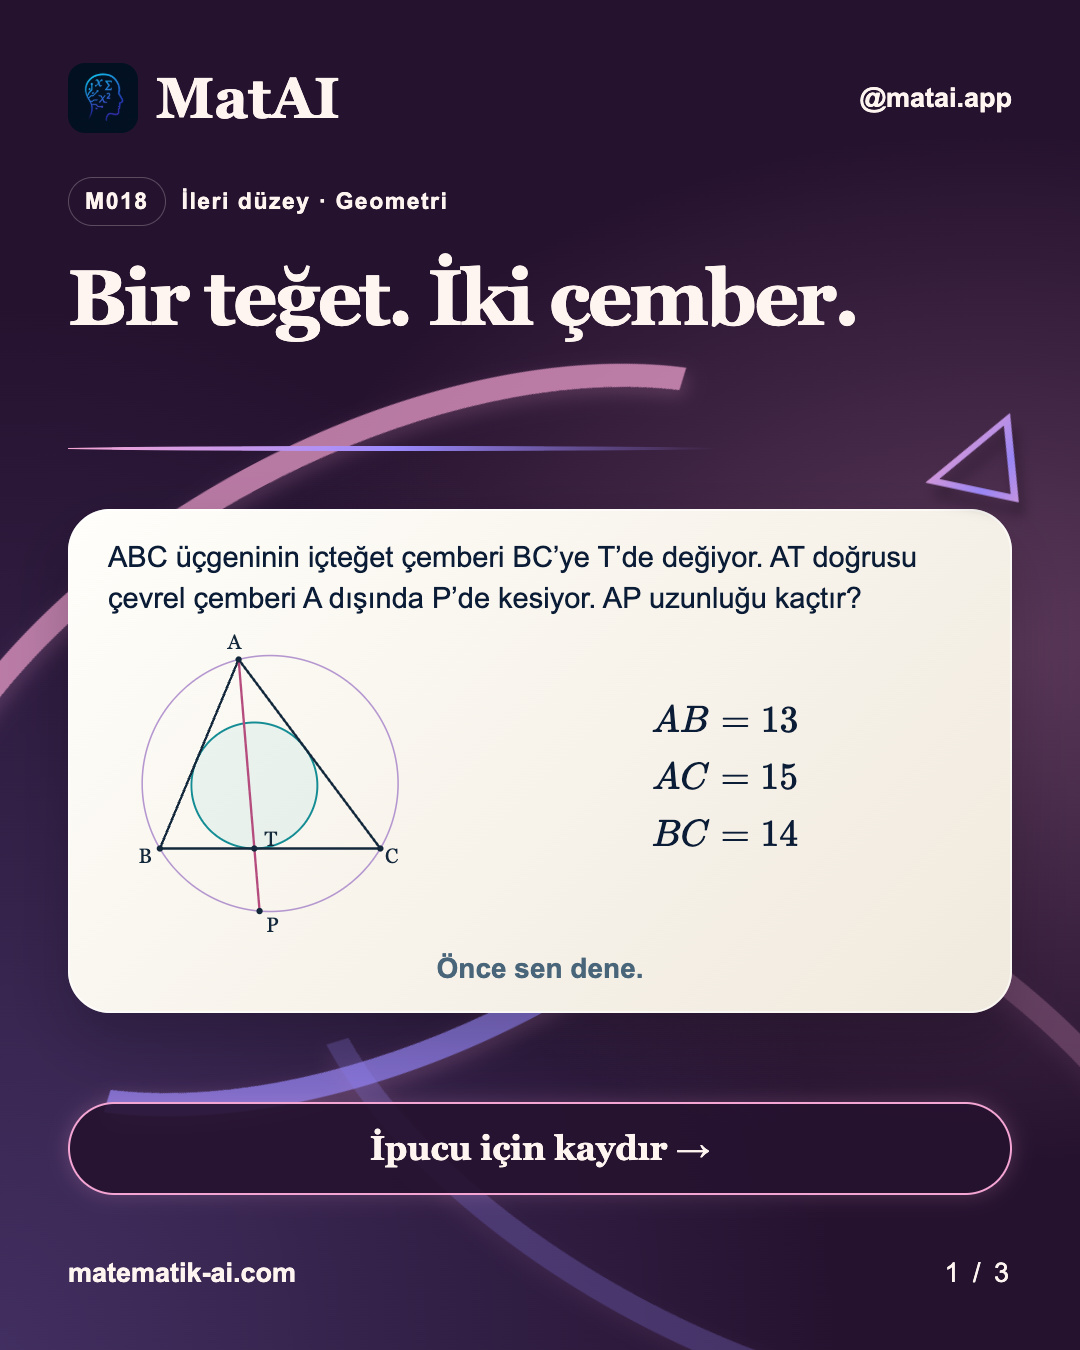 MatAI
@matai.app
M018 İleri düzey · Geometri
Bir teğet. İki çember.
ABC üçgeninin içteğet çemberi BC’ye T’de değiyor. AT doğrusu
çevrel çemberi A dışında P’de kesiyor. AP uzunluğu kaçtır?
A
B
T
C
P
AB = 13
AC = 15
BC = 14
Önce sen dene.
İpucu için kaydır →
matematik-ai.com
1 / 3